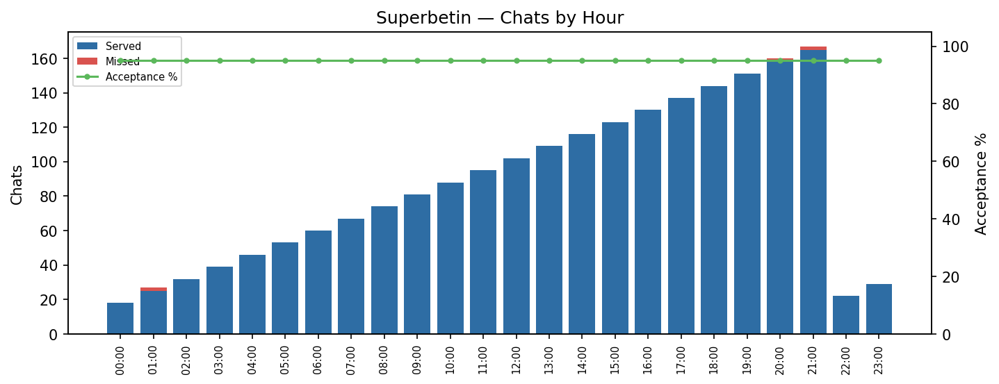 Superbetin — Chats by Hour
Served
Missed
Acceptance %
Chats
160
140
120
100
80
60
40
20
0
100
80
60
40
20
0
Acceptance %
00:00 01:00 02:00 03:00 04:00 05:00 06:00 07:00 08:00 09:00 10:00 11:00 12:00 13:00 14:00 15:00 16:00 17:00 18:00 19:00 20:00 21:00 22:00 23:00